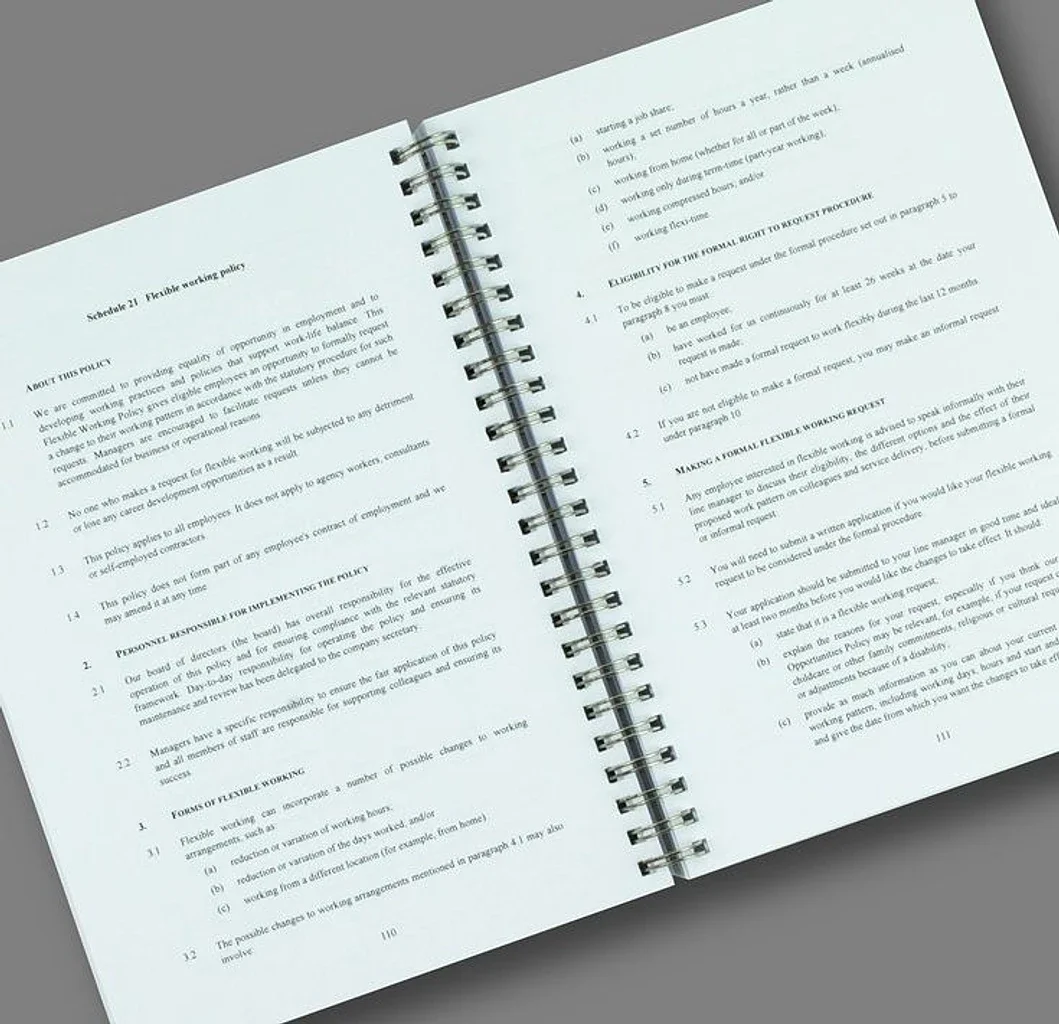 Schedule 21 Flexible working policy
ABOUT THIS POLICY
1.1 We are committed to providing equality of opportunity in employment and to
developing working practices and policies that support work-life balance. This
Flexible Working Policy gives eligible employees an opportunity to formally request
a change to their working pattern in accordance with the statutory procedure for such
requests. Managers are encouraged to facilitate requests unless they cannot be
accommodated for business or operational reasons.
1.2 No one who makes a request for flexible working will be subjected to any detriment
or lose any career development opportunities as a result.
1.3 This policy applies to all employees. It does not apply to agency workers, consultants
or self-employed contractors.
1.4 This policy does not form part of any employee's contract of employment and we
may amend it at any time.
2. PERSONNEL RESPONSIBLE FOR IMPLEMENTING THE POLICY
2.1 Our board of directors (the board) has overall responsibility for the effective
operation of this policy and for ensuring compliance with the relevant statutory
framework. Day-to-day responsibility for operating the policy and ensuring its
maintenance and review has been delegated to the company secretary.
2.2 Managers have a specific responsibility to ensure the fair application of this policy
and all members of staff are responsible for supporting colleagues and ensuring its
success.
3. FORMS OF FLEXIBLE WORKING
3.1 Flexible working can incorporate a number of possible changes to working
arrangements, such as:
(a) reduction or variation of working hours;
(b) reduction or variation of the days worked; and/or
(c) working from a different location (for example, from home).
3.2 The possible changes to working arrangements mentioned in paragraph 4.1 may also
involve
110
(a) starting a job share;
(b) working a set number of hours a year, rather than a week (annualised
hours);
(c) working from home (whether for all or part of the week);
(d) working only during term-time (part-year working);
(e) working compressed hours; and/or
(f) working flexi-time.
4. ELIGIBILITY FOR THE FORMAL RIGHT TO REQUEST PROCEDURE
4.1 To be eligible to make a request under the formal procedure set out in paragraph 5 to
paragraph 8 you must:
(a) be an employee;
(b) have worked for us continuously for at least 26 weeks at the date your
request is made;
(c) not have made a formal request to work flexibly during the last 12 months
4.2 If you are not eligible to make a formal request, you may make an informal request
under paragraph 10.
5. MAKING A FORMAL FLEXIBLE WORKING REQUEST
5.1 Any employee interested in flexible working is advised to speak informally with their
line manager to discuss their eligibility, the different options and the effect of their
proposed work pattern on colleagues and service delivery, before submitting a formal
or informal request.
5.2 You will need to submit a written application if you would like your flexible working
request to be considered under the formal procedure.
5.3 Your application should be submitted to your line manager in good time and
at least two months before you would like the changes to take effect. It should:
(a) state that it is a flexible working request;
(b) explain the reasons for your request, especially if you think
Opportunities Policy may be relevant, for example, if your request
childcare or other family commitments, religious or cultural
or adjustments because of a disability;
(c) provide as much information as you can about your current
working pattern, including working days, hours and start and
and give the date from which you want the changes to take
111